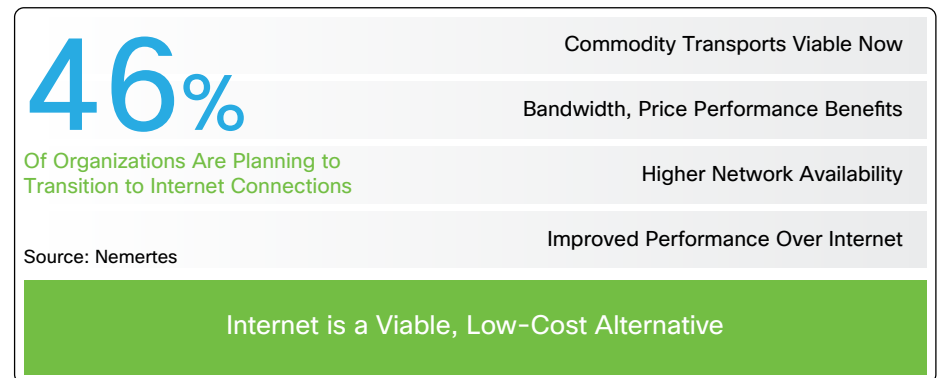 46%
Of Organizations Are Planning to
Transition to Internet Connections
Source: Nemertes
Commodity Transports Viable Now
Bandwidth, Price Performance Benefits
Higher Network Availability
Improved Performance Over Internet
Internet is a Viable, Low-Cost Alternative